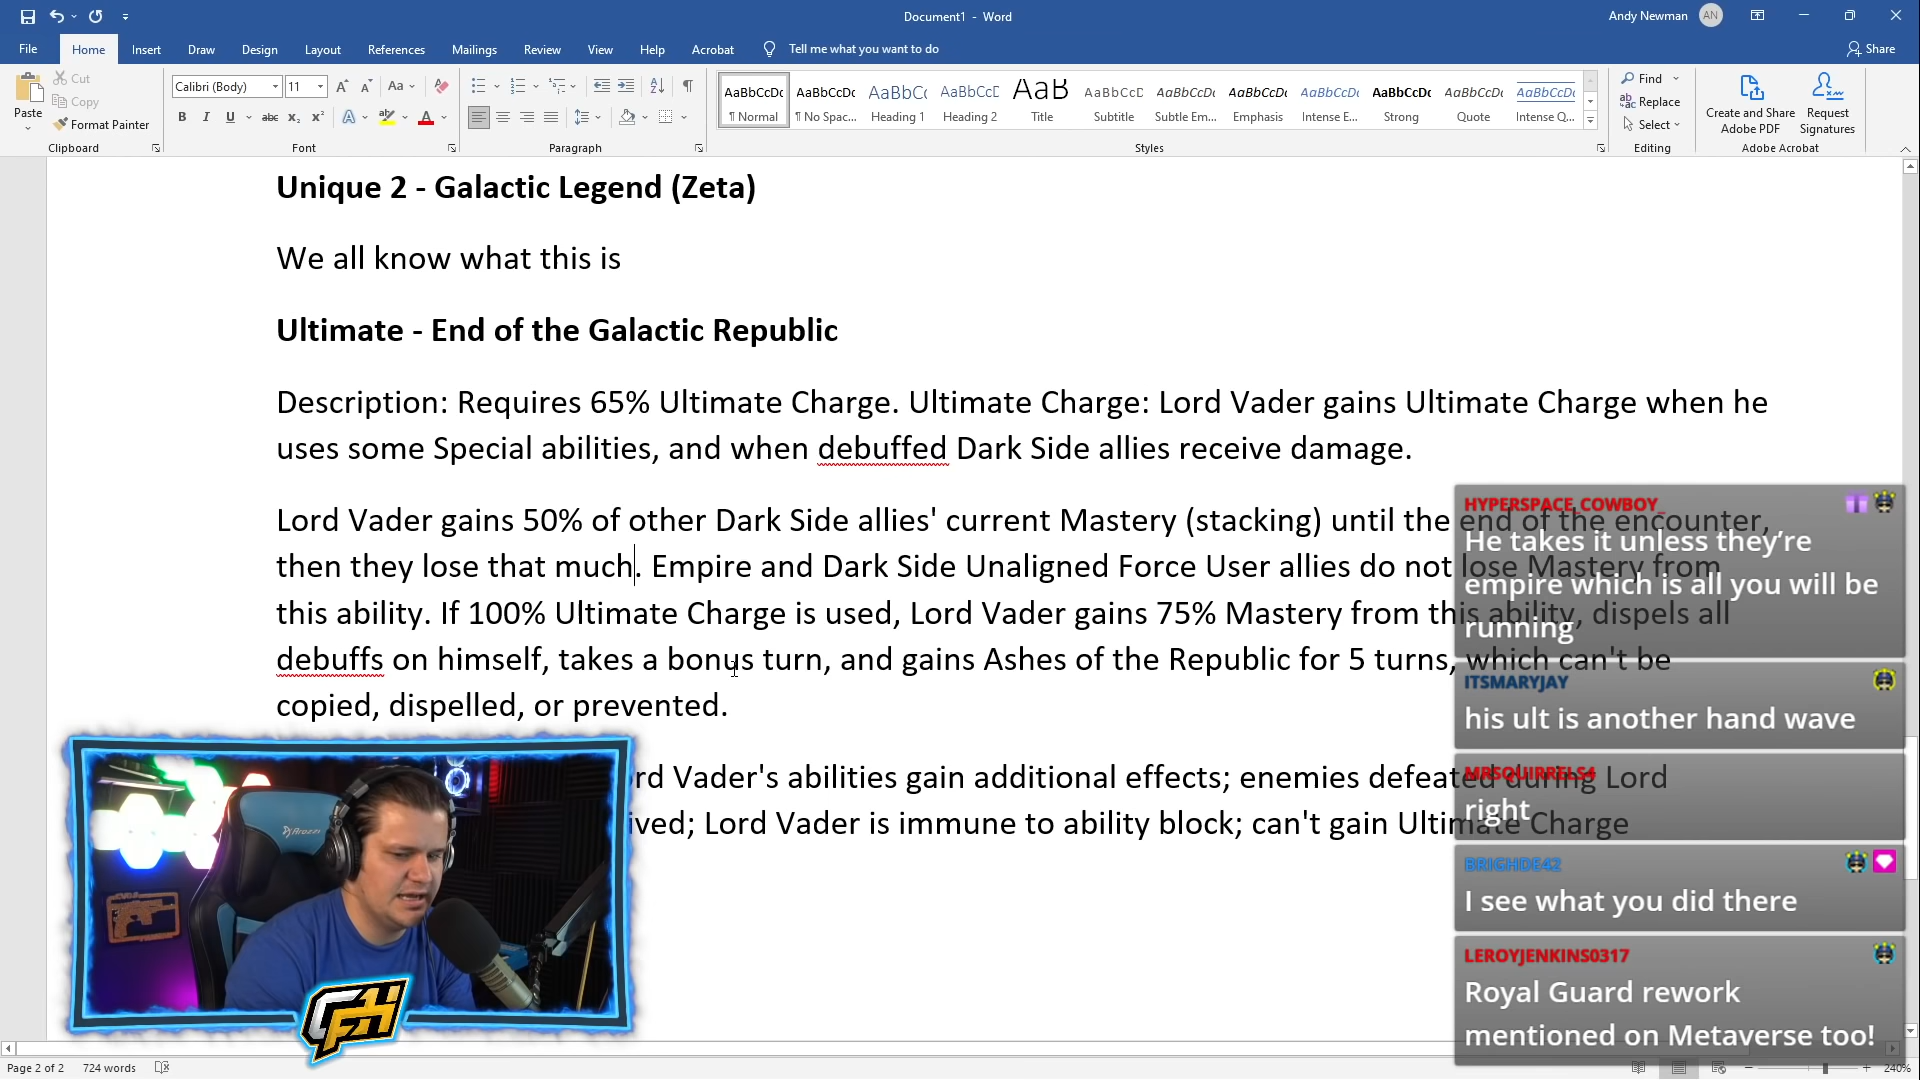 Document1 - Word
Andy Newman
AN
File
Home
Insert
Draw
Design
Layout
References
Mailings
Review
View
Help
Acrobat
Tell me what you want to do
Share
Paste
Cut
Copy
Format Painter
Clipboard
Calibri (Body)
11
Font
Paragraph
AaBbCcDc
¶ Normal
AaBbCcDc
¶ No Spac...
AaBbCc
Heading 1
AaBbCcD
Heading 2
AaB
Title
AaBbCcD
Subtitle
AaBbCcDc
Subtle Em...
AaBbCcDc
Emphasis
AaBbCcDc
Intense E...
AaBbCcDc
Strong
AaBbCcDc
Quote
AaBbCcDc
Intense Q...
Styles
Find
Replace
Select
Editing
Create and Share
Adobe PDF
Request
Signatures
Adobe Acrobat
Unique 2 - Galactic Legend (Zeta)
We all know what this is
Ultimate - End of the Galactic Republic
Description: Requires 65% Ultimate Charge. Ultimate Charge: Lord Vader gains Ultimate Charge when he
uses some Special abilities, and when debuffed Dark Side allies receive damage.
Lord Vader gains 50% of other Dark Side allies' current Mastery (stacking) until the end of the encounter,
then they lose that much. Empire and Dark Side Unaligned Force User allies do not lose Mastery from
this ability. If 100% Ultimate Charge is used, Lord Vader gains 75% Mastery from this ability, dispels all
debuffs on himself, takes a bonus turn, and gains Ashes of the Republic for 5 turns, which can't be
copied, dispelled, or prevented.
rd Vader's abilities gain additional effects; enemies defeated during Lord
ived; Lord Vader is immune to ability block; can't gain Ultimate Charge
HYPERSPACE_COWBOY_
He takes it unless they’re
empire which is all you will be
running
ITSMARYJAY
his ult is another hand wave
MRSQUIRRELS4
right
BRIGHDE42
I see what you did there
LEROYJENKINS0317
Royal Guard rework
mentioned on Metaverse too!
Arozzi
Page 2 of 2
724 words
240%